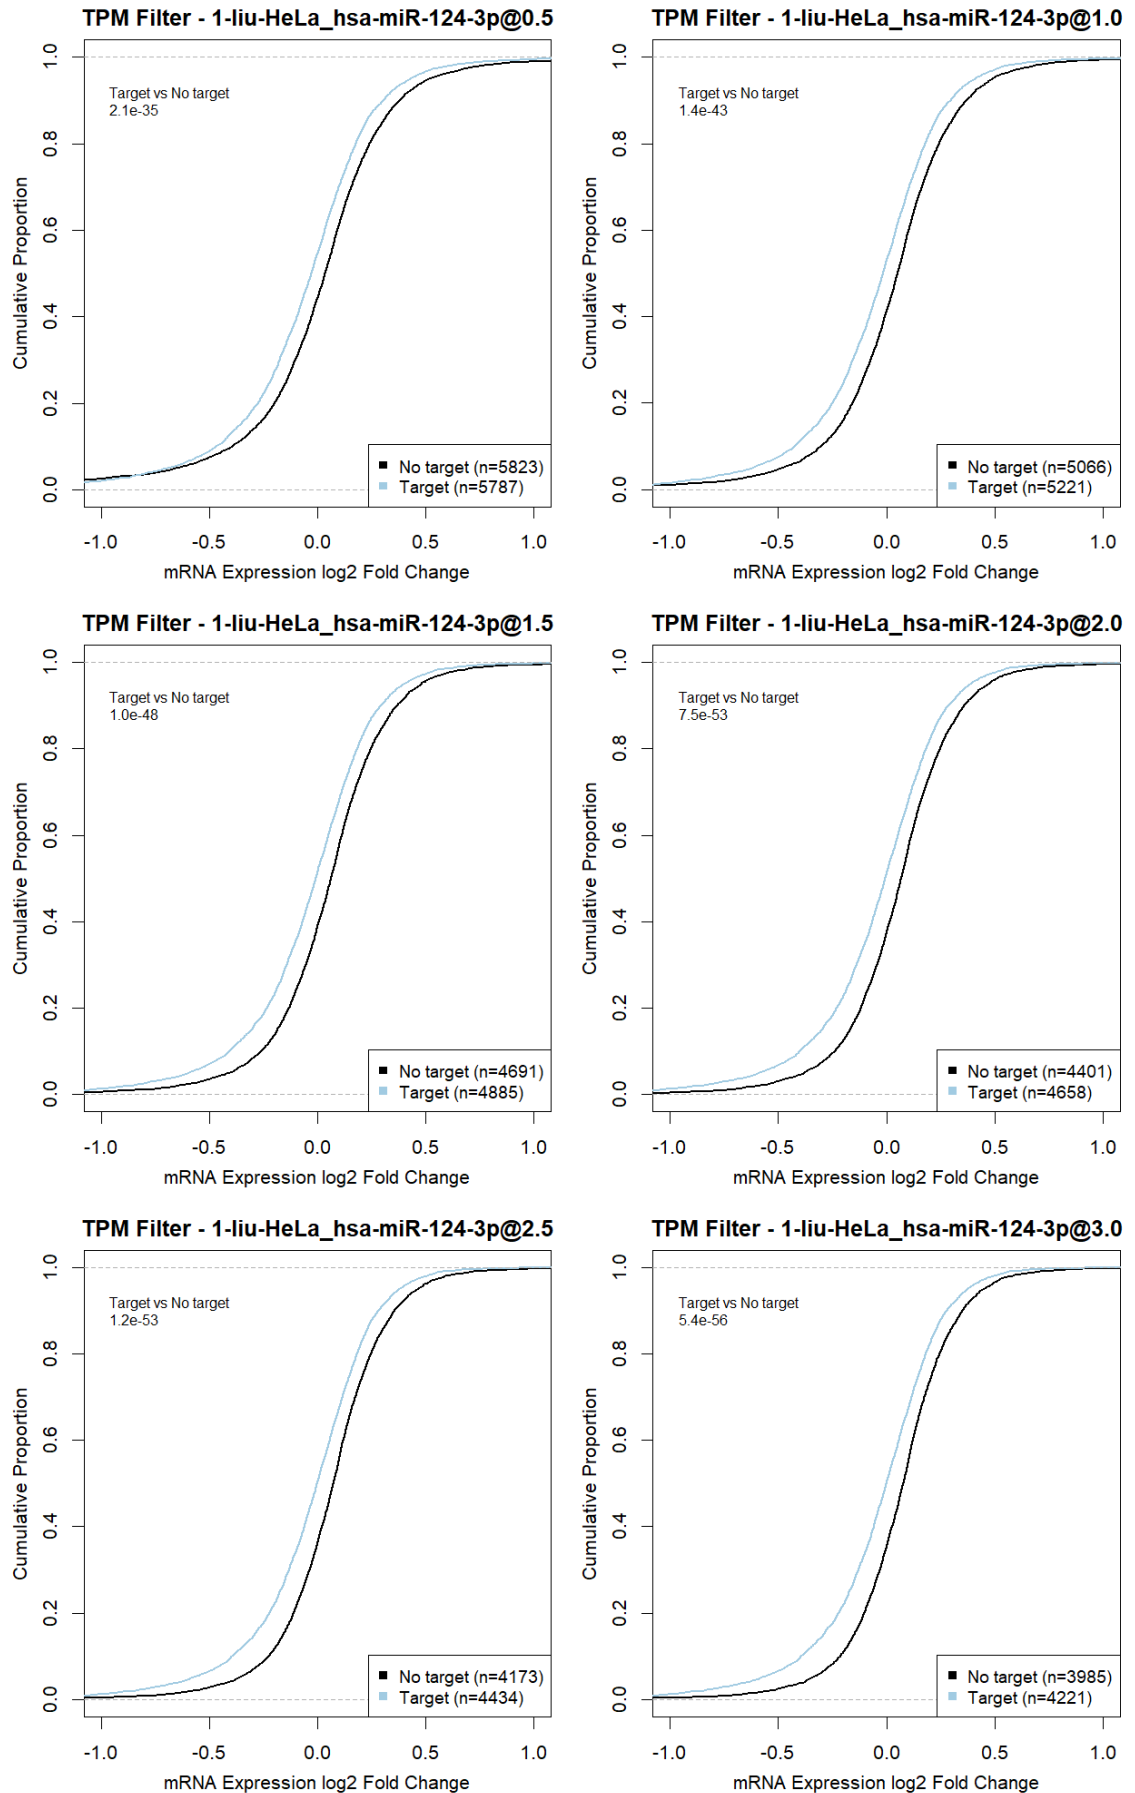 TPM Filter - 1-liu-HeLa_hsa-miR-124-3p@0.5
Target vs No target
2.1e-35
Cumulative Proportion
0.0
0.2
0.4
0.6
0.8
1.0
No target (n=5823)
Target (n=5787)
-1.0 -0.5 0.0 0.5 1.0
mRNA Expression log2 Fold Change
TPM Filter - 1-liu-HeLa_hsa-miR-124-3p@1.0
Target vs No target
1.4e-43
Cumulative Proportion
0.0
0.2
0.4
0.6
0.8
1.0
No target (n=5066)
Target (n=5221)
-1.0 -0.5 0.0 0.5 1.0
mRNA Expression log2 Fold Change
TPM Filter - 1-liu-HeLa_hsa-miR-124-3p@1.5
Target vs No target
1.0e-48
Cumulative Proportion
0.0
0.2
0.4
0.6
0.8
1.0
No target (n=4691)
Target (n=4885)
-1.0 -0.5 0.0 0.5 1.0
mRNA Expression log2 Fold Change
TPM Filter - 1-liu-HeLa_hsa-miR-124-3p@2.0
Target vs No target
7.5e-53
Cumulative Proportion
0.0
0.2
0.4
0.6
0.8
1.0
No target (n=4401)
Target (n=4658)
-1.0 -0.5 0.0 0.5 1.0
mRNA Expression log2 Fold Change
TPM Filter - 1-liu-HeLa_hsa-miR-124-3p@2.5
Target vs No target
1.2e-53
Cumulative Proportion
0.0
0.2
0.4
0.6
0.8
1.0
No target (n=4173)
Target (n=4434)
-1.0 -0.5 0.0 0.5 1.0
mRNA Expression log2 Fold Change
TPM Filter - 1-liu-HeLa_hsa-miR-124-3p@3.0
Target vs No target
5.4e-56
Cumulative Proportion
0.0
0.2
0.4
0.6
0.8
1.0
No target (n=3985)
Target (n=4221)
-1.0 -0.5 0.0 0.5 1.0
mRNA Expression log2 Fold Change